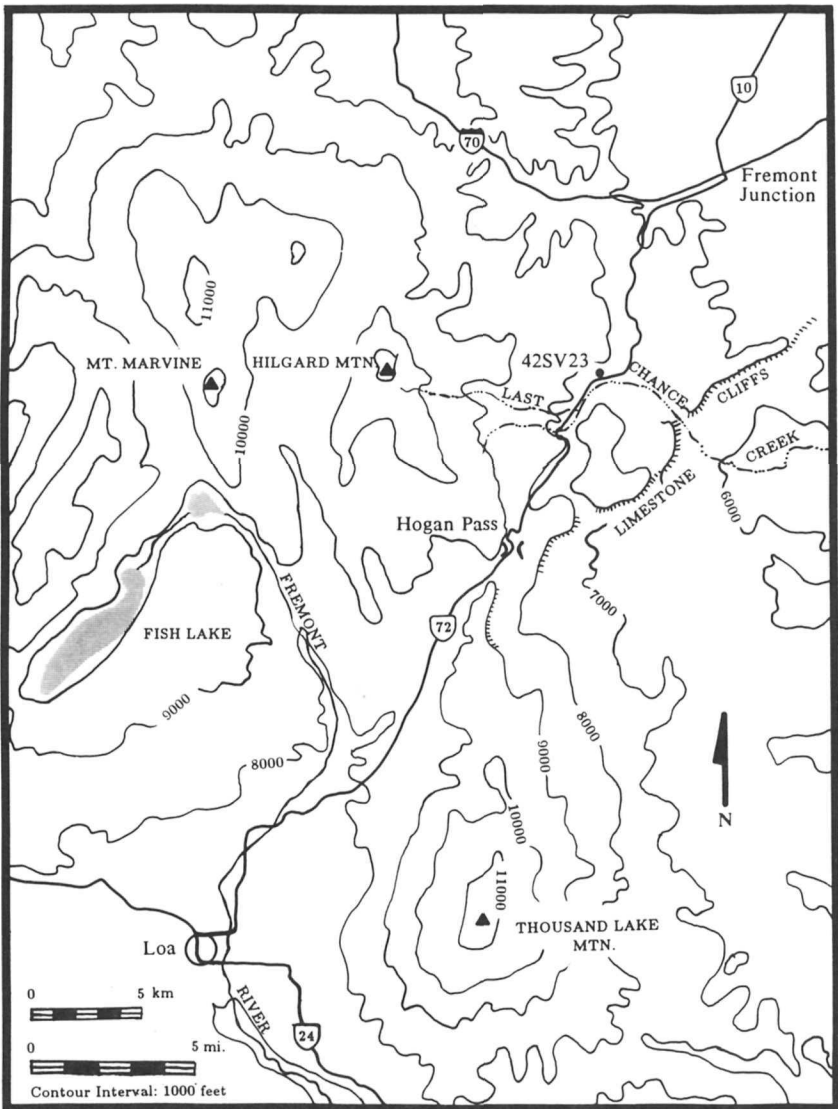 10
70
Fremont
Junction
11000
MT. MARVINE
HILGARD MTN.
42SV23
LAST CHANCE CREEK
LIMESTONE CLIFFS
10000
6000
Hogan Pass
FREMONT RIVER
7000
72
FISH LAKE
9000
8000
8000
9000
10000
11000
N
THOUSAND LAKE
MTN.
Loa
0 5 km
24
0 5 mi.
Contour Interval: 1000 feet